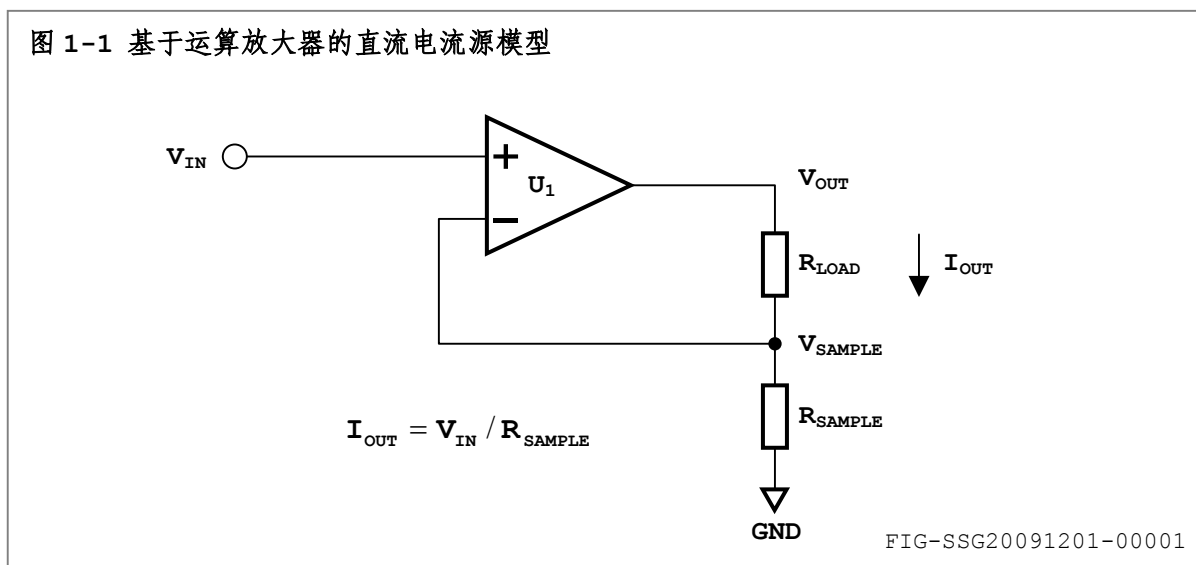 图 1-1 基于运算放大器的直流电流源模型
V_IN
+
U_1
−
V_OUT
R_LOAD
I_OUT
V_SAMPLE
R_SAMPLE
I_OUT = V_IN / R_SAMPLE
GND
FIG-SSG20091201-00001